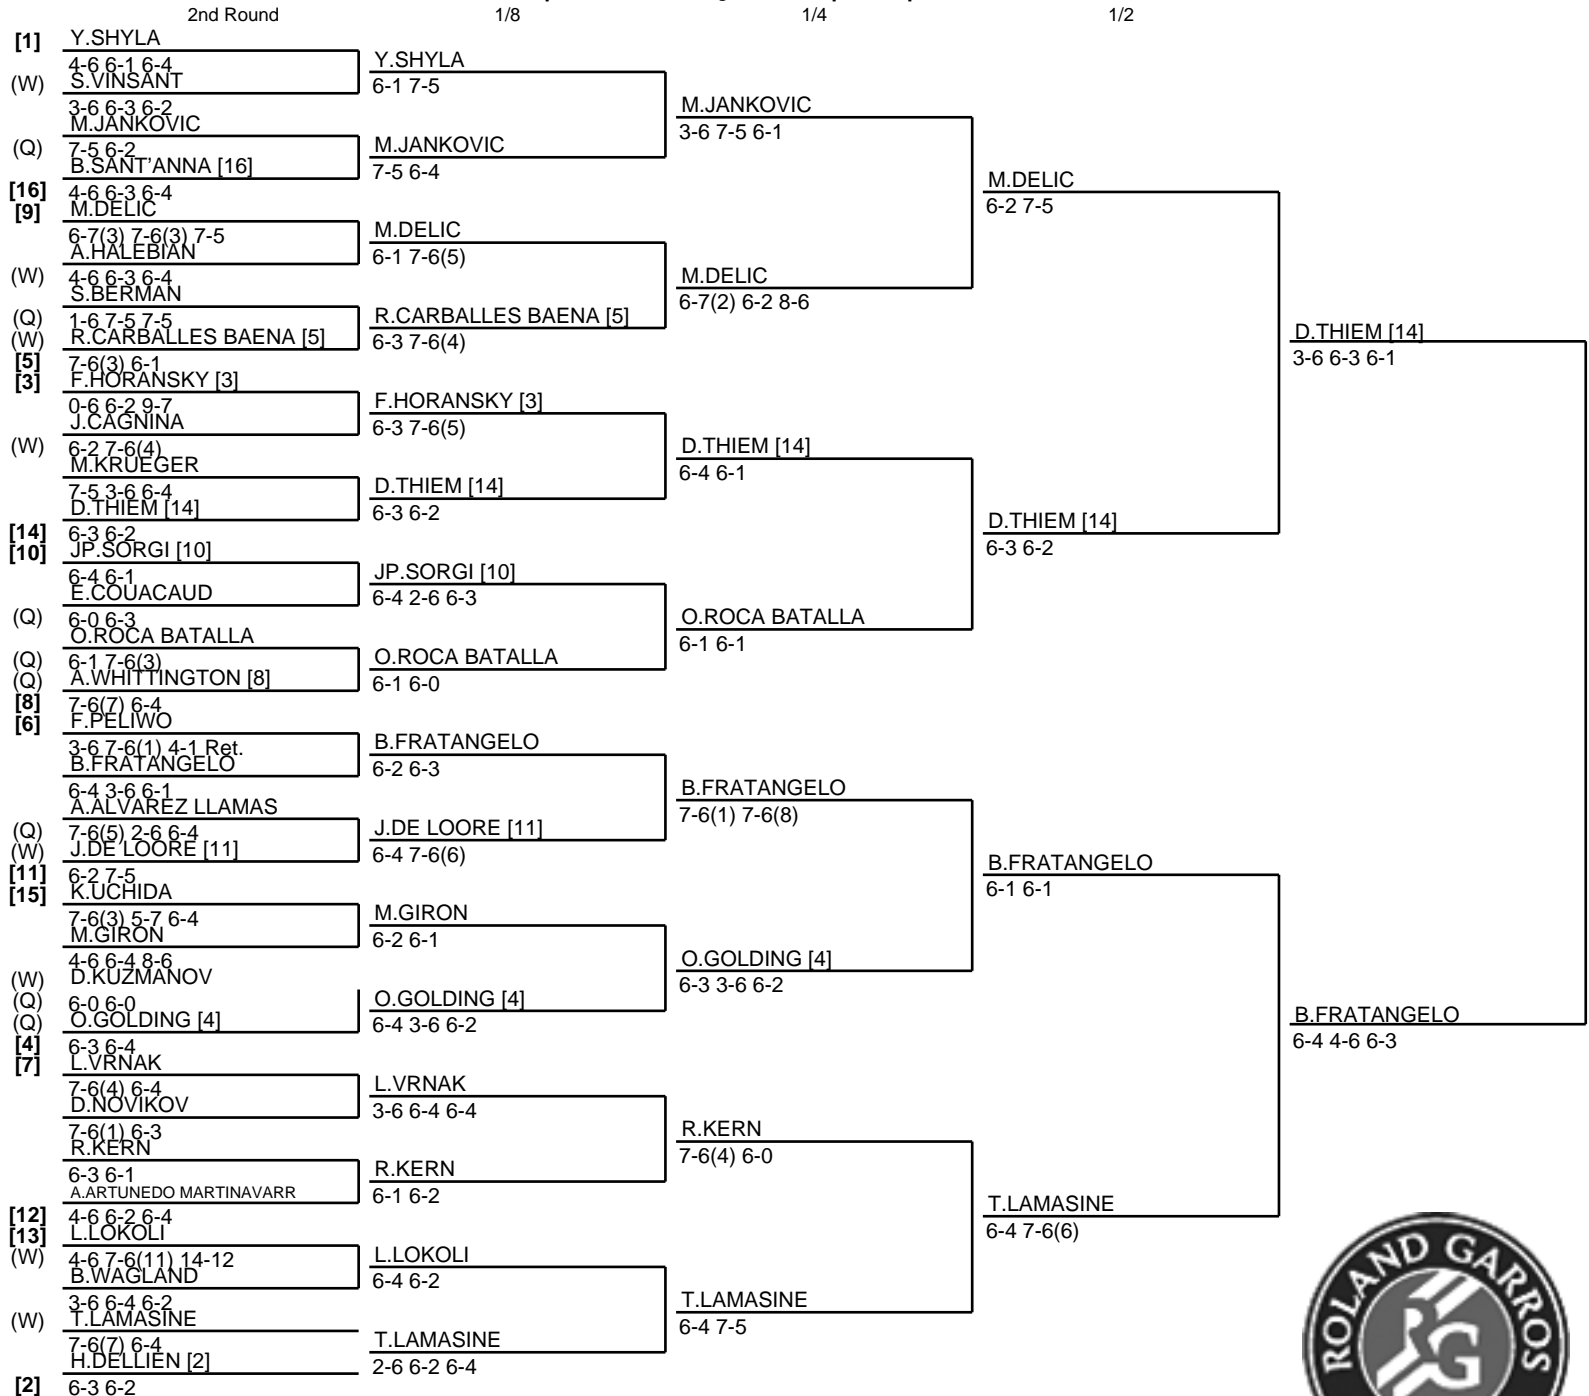 2nd Round
1/8
1/4
1/2
[1]
Y.SHYLA
4-6 6-1 6-4
(W)
S.VINSANT
3-6 6-3 6-2
M.JANKOVIC
(Q)
7-5 6-2
B.SANT'ANNA [16]
[16]
4-6 6-3 6-4
[9]
M.DELIC
6-7(3) 7-6(3) 7-5
A.HALEBIAN
(W)
4-6 6-3 6-4
S.BERMAN
(Q)
1-6 7-5 7-5
(W)
R.CARBALLES BAENA [5]
[5]
7-6(3) 6-1
[3]
F.HORANSKY [3]
0-6 6-2 9-7
J.CAGNINA
(W)
6-2 7-6(4)
M.KRUEGER
7-5 3-6 6-4
D.THIEM [14]
[14]
6-3 6-2
[10]
JP.SORGI [10]
6-4 6-1
E.COUACAUD
(Q)
6-0 6-3
O.ROCA BATALLA
(Q)
6-1 7-6(3)
(Q)
A.WHITTINGTON [8]
[8]
7-6(7) 6-4
[6]
F.PELIWO
3-6 7-6(1) 4-1 Ret.
B.FRATANGELO
6-4 3-6 6-1
A.ALVAREZ LLAMAS
(Q)
7-6(5) 2-6 6-4
(W)
J.DE LOORE [11]
[11]
6-2 7-5
[15]
K.UCHIDA
7-6(3) 5-7 6-4
M.GIRON
4-6 6-4 8-6
(W)
D.KUZMANOV
(Q)
6-0 6-0
(Q)
O.GOLDING [4]
[4]
6-3 6-4
[7]
L.VRNAK
7-6(4) 6-4
D.NOVIKOV
7-6(1) 6-3
R.KERN
6-3 6-1
A.ARTUNEDO MARTINAVARR
[12]
4-6 6-2 6-4
[13]
L.LOKOLI
(W)
4-6 7-6(11) 14-12
B.WAGLAND
3-6 6-4 6-2
(W)
T.LAMASINE
7-6(7) 6-4
H.DELLIEN [2]
[2]
6-3 6-2
Y.SHYLA
6-1 7-5
M.JANKOVIC
7-5 6-4
M.DELIC
6-1 7-6(5)
R.CARBALLES BAENA [5]
6-3 7-6(4)
F.HORANSKY [3]
6-3 7-6(5)
D.THIEM [14]
6-3 6-2
JP.SORGI [10]
6-4 2-6 6-3
O.ROCA BATALLA
6-1 6-0
B.FRATANGELO
6-2 6-3
J.DE LOORE [11]
6-4 7-6(6)
M.GIRON
6-2 6-1
O.GOLDING [4]
6-4 3-6 6-2
L.VRNAK
3-6 6-4 6-4
R.KERN
6-1 6-2
L.LOKOLI
6-4 6-2
T.LAMASINE
2-6 6-2 6-4
M.JANKOVIC
3-6 7-5 6-1
M.DELIC
6-7(2) 6-2 8-6
D.THIEM [14]
6-4 6-1
O.ROCA BATALLA
6-1 6-1
B.FRATANGELO
7-6(1) 7-6(8)
O.GOLDING [4]
6-3 3-6 6-2
R.KERN
7-6(4) 6-0
T.LAMASINE
6-4 7-5
M.DELIC
6-2 7-5
D.THIEM [14]
6-3 6-2
B.FRATANGELO
6-1 6-1
T.LAMASINE
6-4 7-6(6)
D.THIEM [14]
3-6 6-3 6-1
B.FRATANGELO
6-4 4-6 6-3
ROLAND GARROS
RG